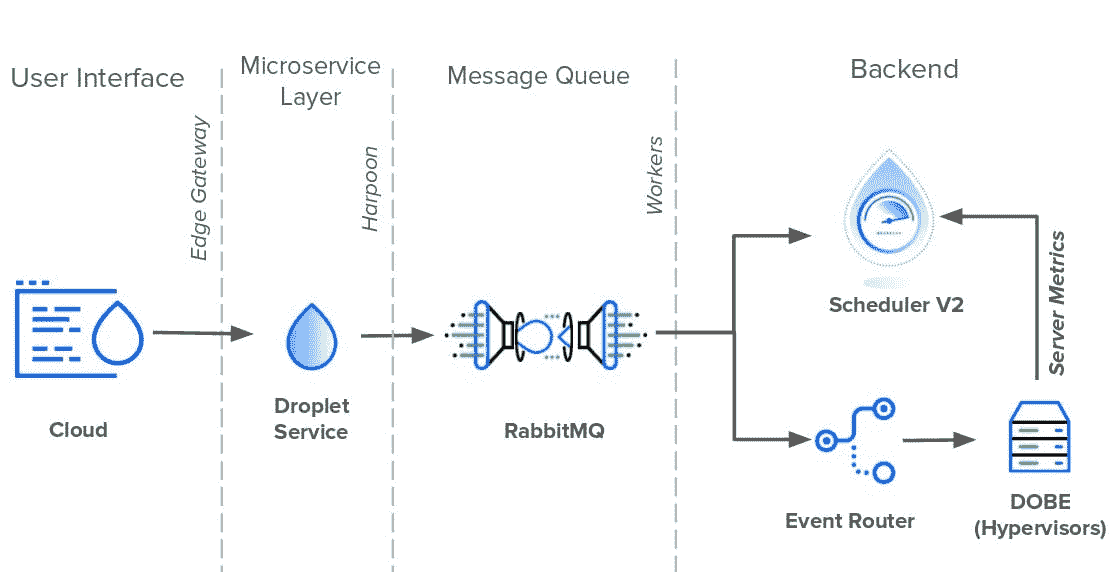 User Interface
Microservice
Layer
Message Queue
Backend
Edge Gateway
Harpoon
Workers
Server Metrics
Scheduler V2
Cloud
Droplet
Service
RabbitMQ
Event Router
DOBE
(Hypervisors)